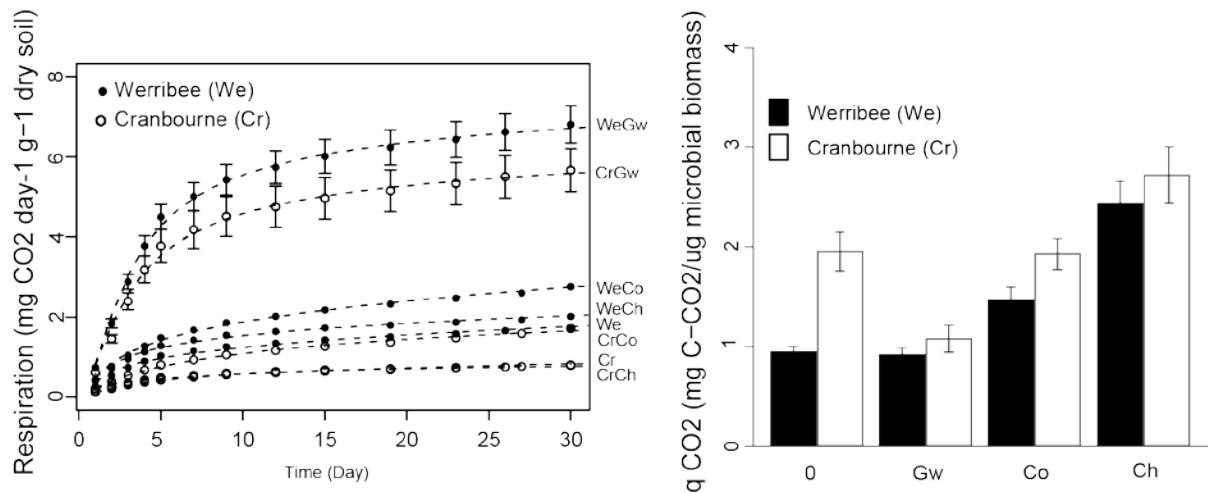 Respiration (mg CO2 day-1 g−1 dry soil)
8
6
4
2
0
Werribee (We)
Cranbourne (Cr)
WeGw
CrGw
WeCo
WeCh
We
CrCo
Cr
CrCh
0 5 10 15 20 25 30
Time (Day)
q CO2 (mg C−CO2/ug microbial biomass)
4
3
2
1
0
Werribee (We)
Cranbourne (Cr)
0 Gw Co Ch